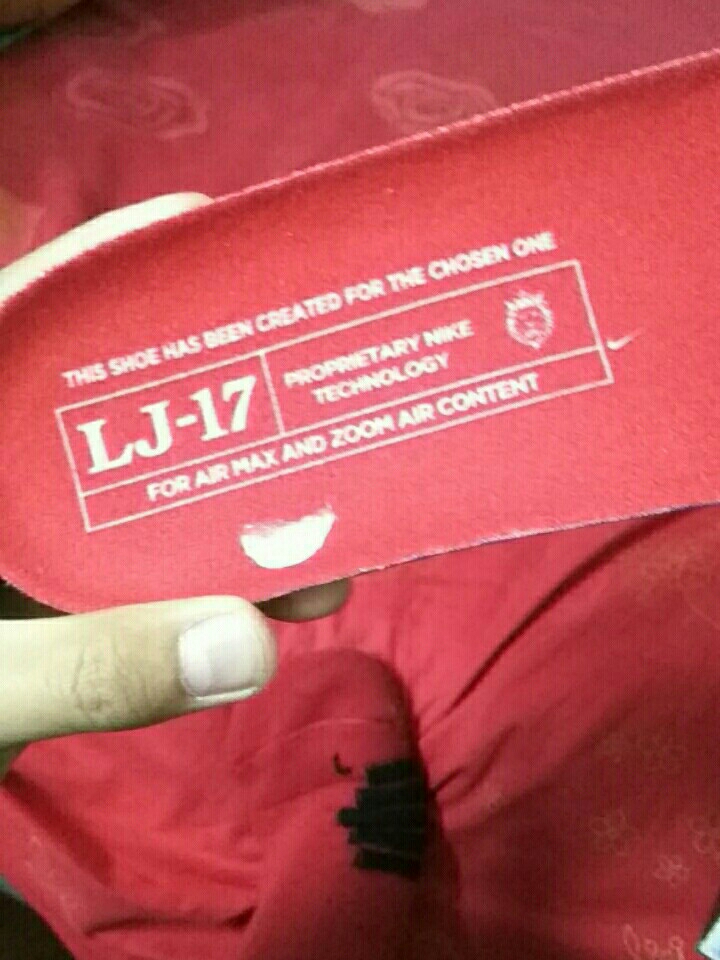 THIS SHOE HAS BEEN CREATED FOR THE CHOSEN ONE
LJ-17
PROPRIETARY NIKE
TECHNOLOGY
FOR AIR MAX AND ZOOM AIR CONTENT